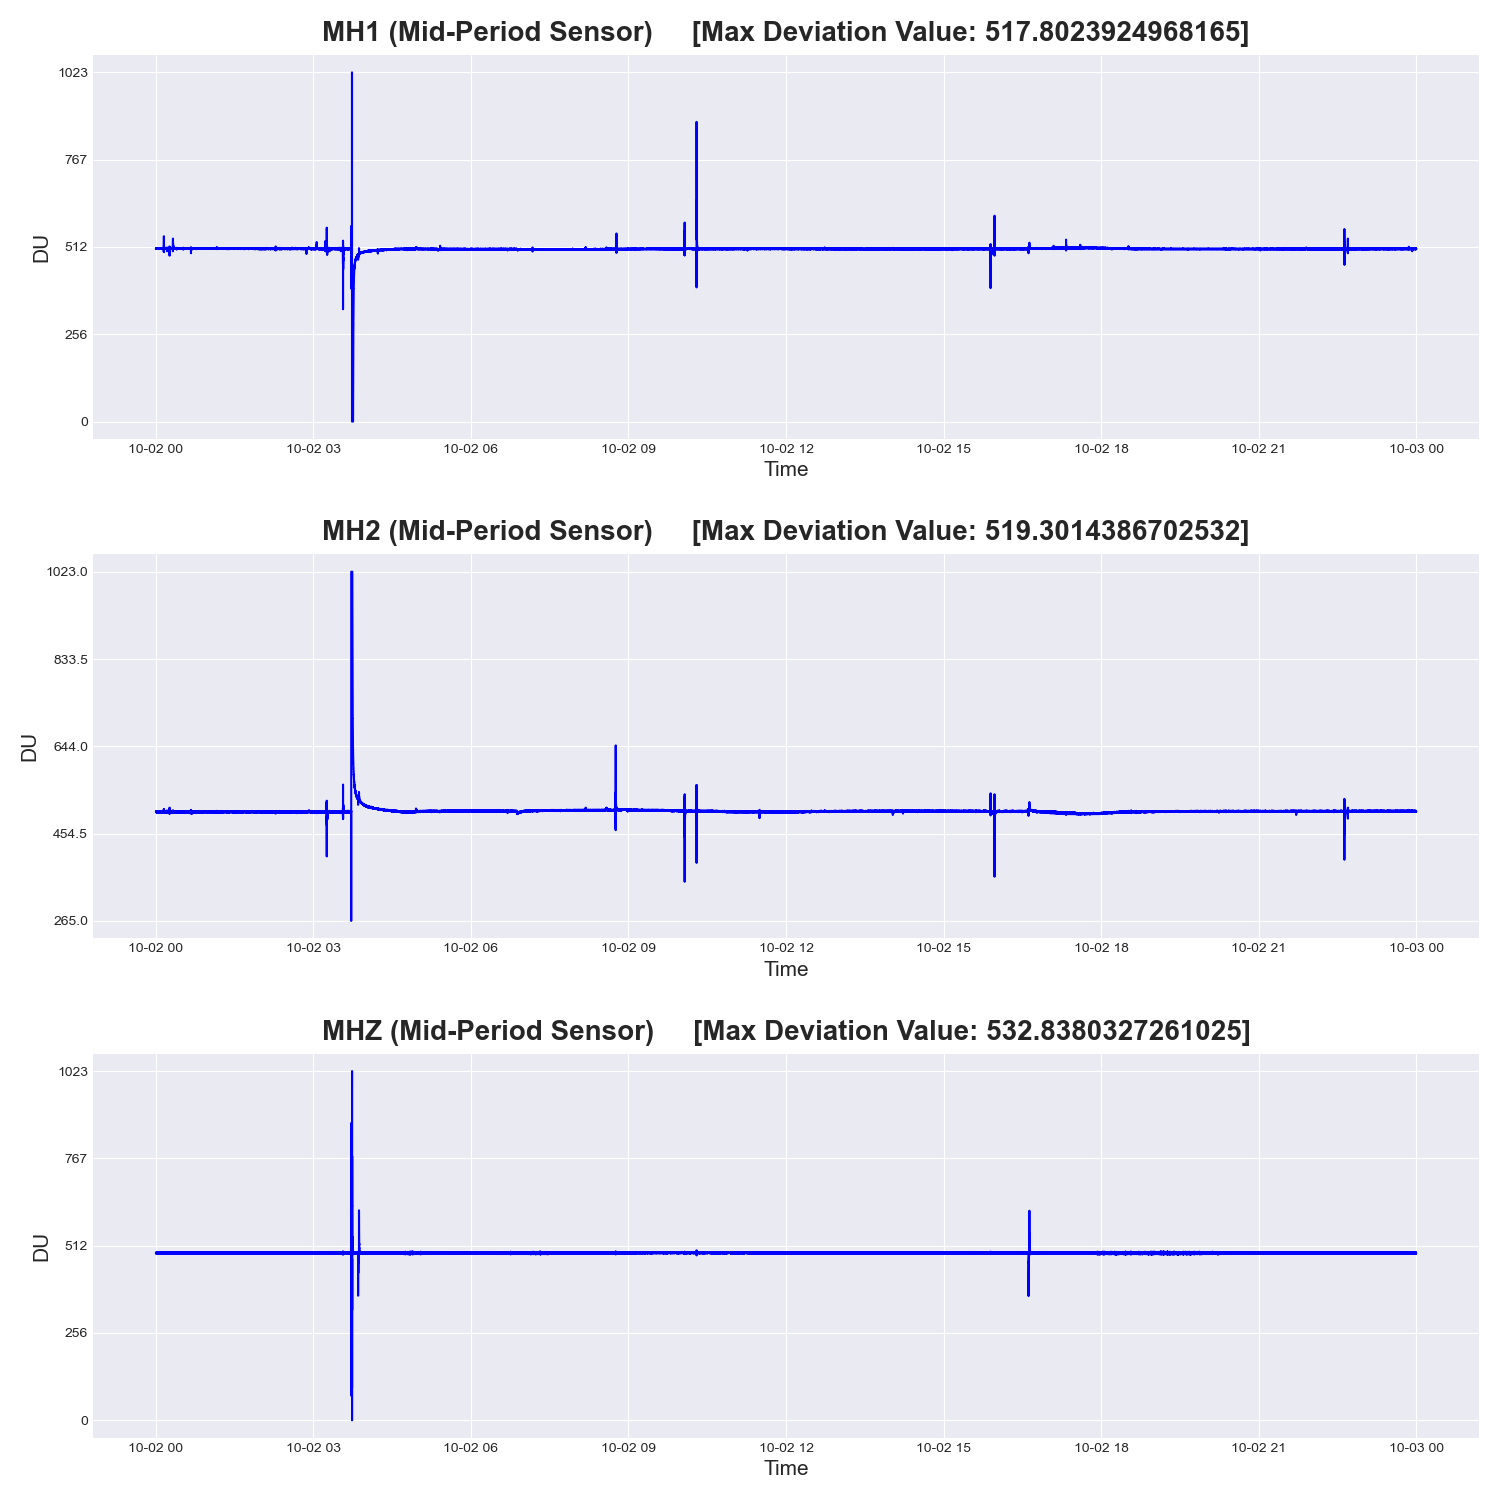 MH1 (Mid-Period Sensor) [Max Deviation Value: 517.8023924968165]
1023
767
512
256
0
DU
10-02 00 10-02 03 10-02 06 10-02 09 10-02 12 10-02 15 10-02 18 10-02 21 10-03 00
Time
MH2 (Mid-Period Sensor) [Max Deviation Value: 519.3014386702532]
1023.0
833.5
644.0
454.5
265.0
DU
10-02 00 10-02 03 10-02 06 10-02 09 10-02 12 10-02 15 10-02 18 10-02 21 10-03 00
Time
MHZ (Mid-Period Sensor) [Max Deviation Value: 532.8380327261025]
1023
767
512
256
0
DU
10-02 00 10-02 03 10-02 06 10-02 09 10-02 12 10-02 15 10-02 18 10-02 21 10-03 00
Time